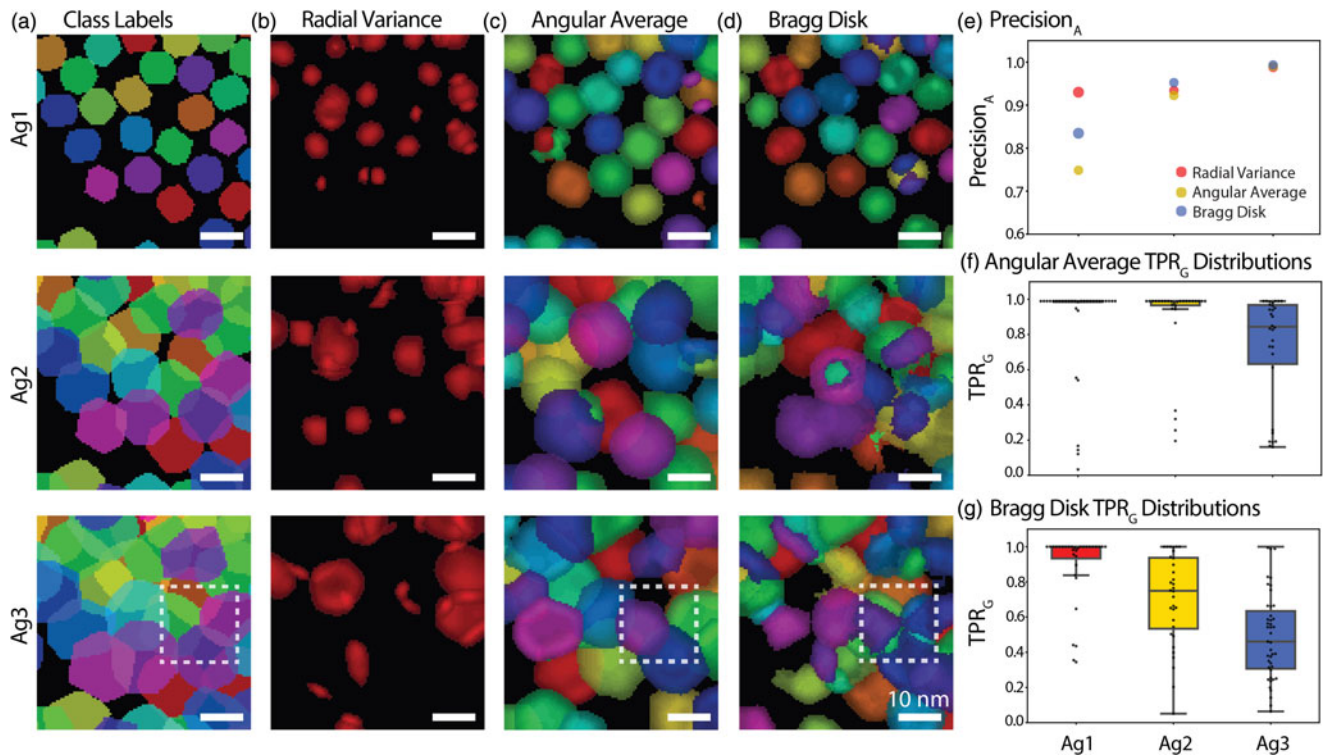 (a) Class Labels
(b) Radial Variance
(c) Angular Average
(d) Bragg Disk
(e) Precision_A
Ag1
Ag2
Ag3
10 nm
Precision_A
1.0
0.9
0.8
0.7
0.6
Radial Variance
Angular Average
Bragg Disk
(f) Angular Average TPR_G Distributions
TPR_G
1.0
0.8
0.6
0.4
0.2
0.0
(g) Bragg Disk TPR_G Distributions
TPR_G
1.0
0.8
0.6
0.4
0.2
0.0
Ag1 Ag2 Ag3